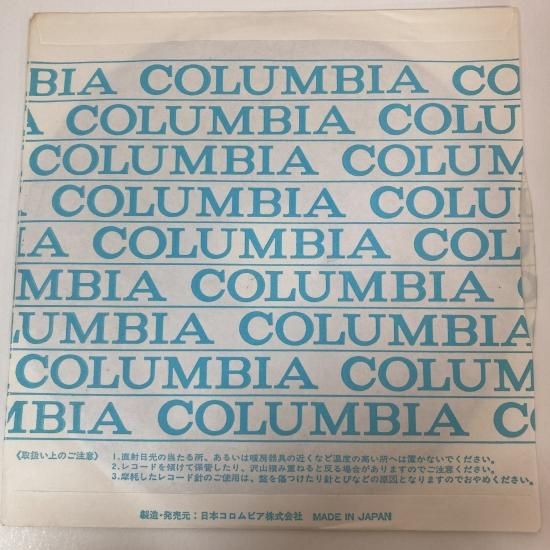 BIA COLUMBIA CO
A COLUMBIA COLU
COLUMBIA COLUM
COLUMBIA COLUM
IA COLUMBIA COL
MBIA COLUMBIA C
LUMBIA COLUMBIA
COLUMBIA COLUMB
MBIA COLUMBIA CO
《取扱い上のご注意》 1.直射日光の当たる所、あるいは暖房器具の近くなど温度の高い所へは置かないでください。
2.レコードを傾けて保管したり、沢山積み重ねると反る場合がありますのでご注意ください。
3.摩耗したレコード針のご使用は、盤を傷つけたり針とびなどの原因となりますのでおやめください。
製造・発売元：日本コロムビア株式会社 MADE IN JAPAN